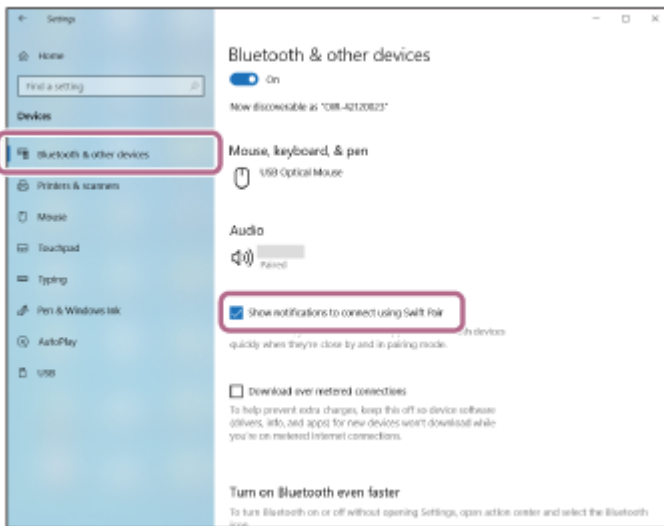 Settings
Home
Find a setting
Devices
Bluetooth & other devices
Printers & scanners
Mouse
Touchpad
Typing
Pen & Windows Ink
AutoPlay
USB
Bluetooth & other devices
On
Now discoverable as
Mouse, keyboard, & pen
USB Optical Mouse
Audio
Paired
Show notifications to connect using Swift Pair
devices
quickly when they're close by and in pairing mode.
Download over metered connections
To help prevent extra charges, keep this off so device software
(drivers, info, and apps) for new devices won't download while
you're on metered Internet connections.
Turn on Bluetooth even faster
To turn Bluetooth on or off without opening Settings, open action center and select the Bluetooth